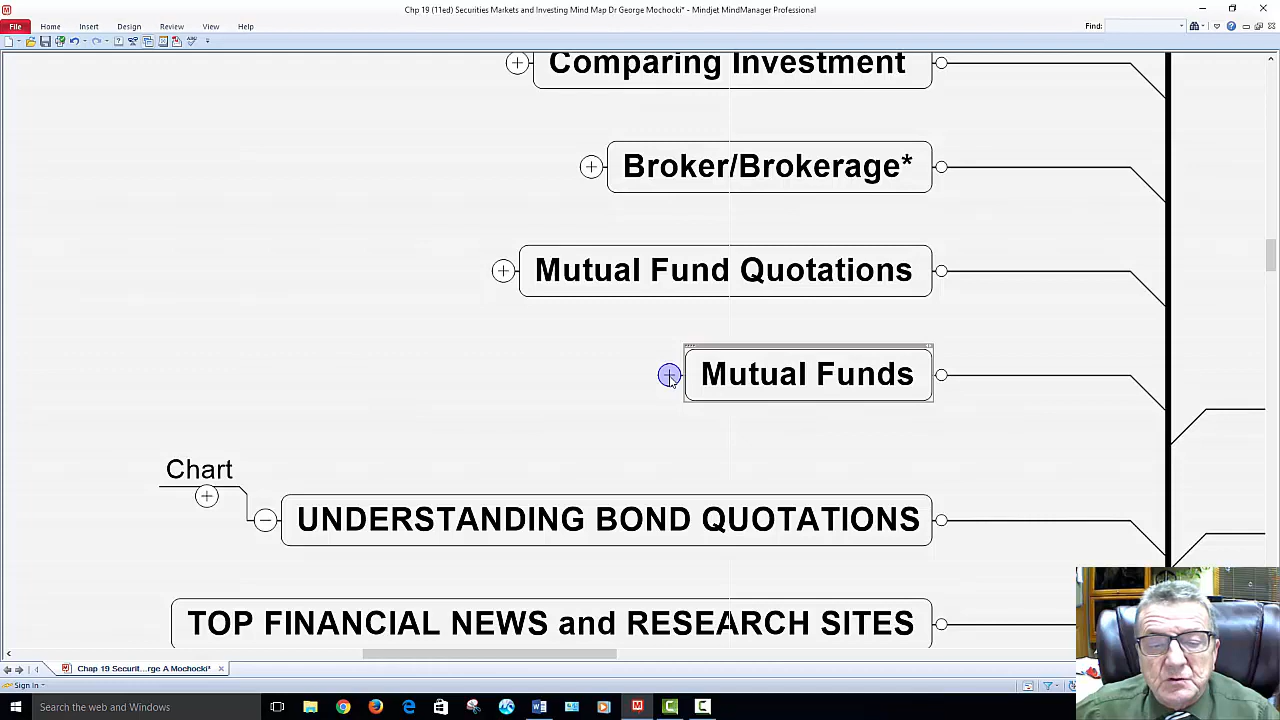 Chp 19 (11ed) Securities Markets and Investing Mind Map Dr George Mochocki* - Mindjet MindManager Professional
File Home Insert Design Review View Help Find:
Comparing Investment
Broker/Brokerage*
Mutual Fund Quotations
Mutual Funds
Chart
UNDERSTANDING BOND QUOTATIONS
TOP FINANCIAL NEWS and RESEARCH SITES
Chap 19 Securit...rge A Mochocki*
Sign In
Search the web and Windows